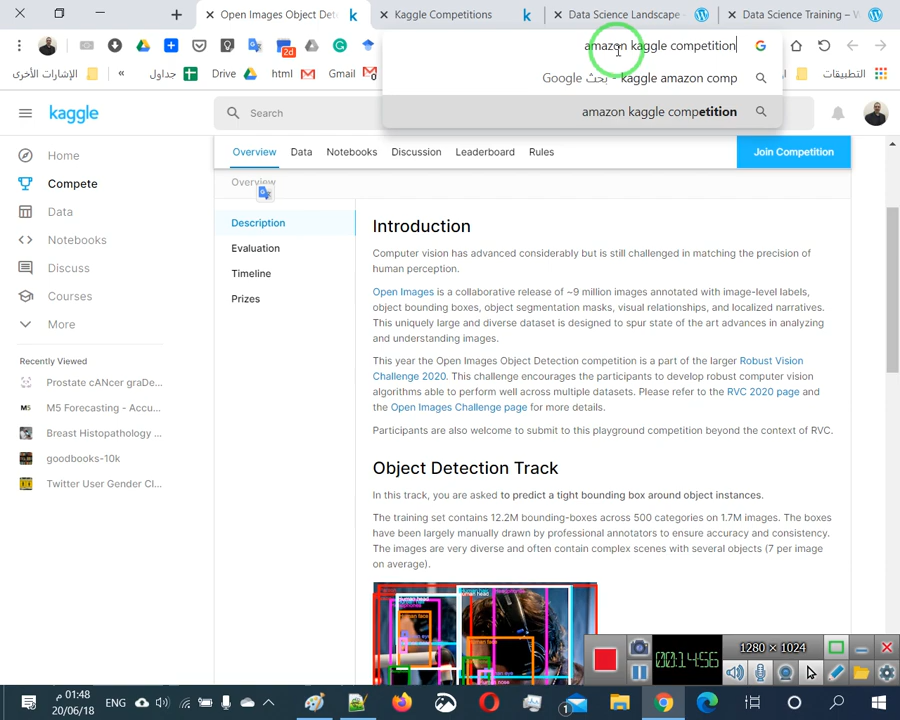 Open Images Object Det
Kaggle Competitions
Data Science Landscape
Data Science Training – W
amazon kaggle competition
kaggle amazon comp - بحث Google
amazon kaggle competition
الإشارات الأخرى
«
جداول
Drive
html
Gmail
التطبيقات
2d
kaggle
Search
Overview
Data
Notebooks
Discussion
Leaderboard
Rules
Join Competition
Home
Compete
Data
Notebooks
Discuss
Courses
More
Recently Viewed
Prostate cANcer graDe...
M5 Forecasting - Accu...
Breast Histopathology ...
goodbooks-10k
Twitter User Gender Cl...
Overview
Description
Evaluation
Timeline
Prizes
Introduction
Computer vision has advanced considerably but is still challenged in matching the precision of
human perception.
Open Images is a collaborative release of ~9 million images annotated with image-level labels,
object bounding boxes, object segmentation masks, visual relationships, and localized narratives.
This uniquely large and diverse dataset is designed to spur state of the art advances in analyzing
and understanding images.
This year the Open Images Object Detection competition is a part of the larger Robust Vision
Challenge 2020. This challenge encourages the participants to develop robust computer vision
algorithms able to perform well across multiple datasets. Please refer to the RVC 2020 page and
the Open Images Challenge page for more details.
Participants are also welcome to submit to this playground competition beyond the context of RVC.
Object Detection Track
In this track, you are asked to predict a tight bounding box around object instances.
The training set contains 12.2M bounding-boxes across 500 categories on 1.7M images. The boxes
have been largely manually drawn by professional annotators to ensure accuracy and consistency.
The images are very diverse and often contain complex scenes with several objects (7 per image
on average).
00:14:56
1280 × 1024
01:48 م
20/06/18
ENG
1